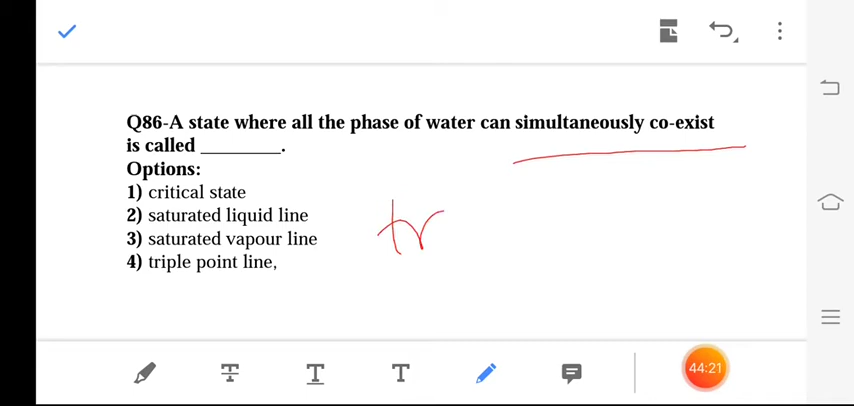 Q86-A state where all the phase of water can simultaneously co-exist
is called ________.
Options:
1) critical state
2) saturated liquid line
3) saturated vapour line
4) triple point line,
tr
T
T
T
44:21